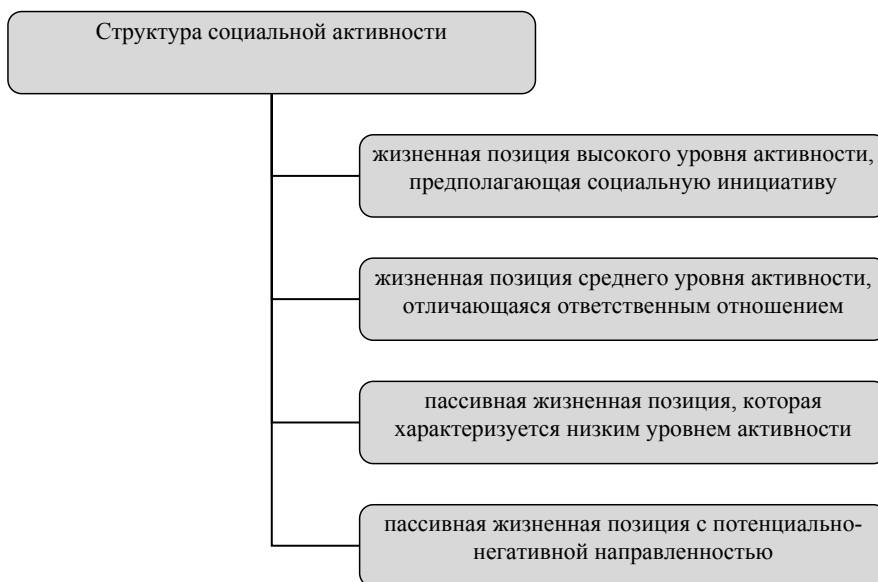 Структура социальной активности
жизненная позиция высокого уровня активности,
предполагающая социальную инициативу
жизненная позиция среднего уровня активности,
отличающаяся ответственным отношением
пассивная жизненная позиция, которая
характеризуется низким уровнем активности
пассивная жизненная позиция с потенциально-
негативной направленностью